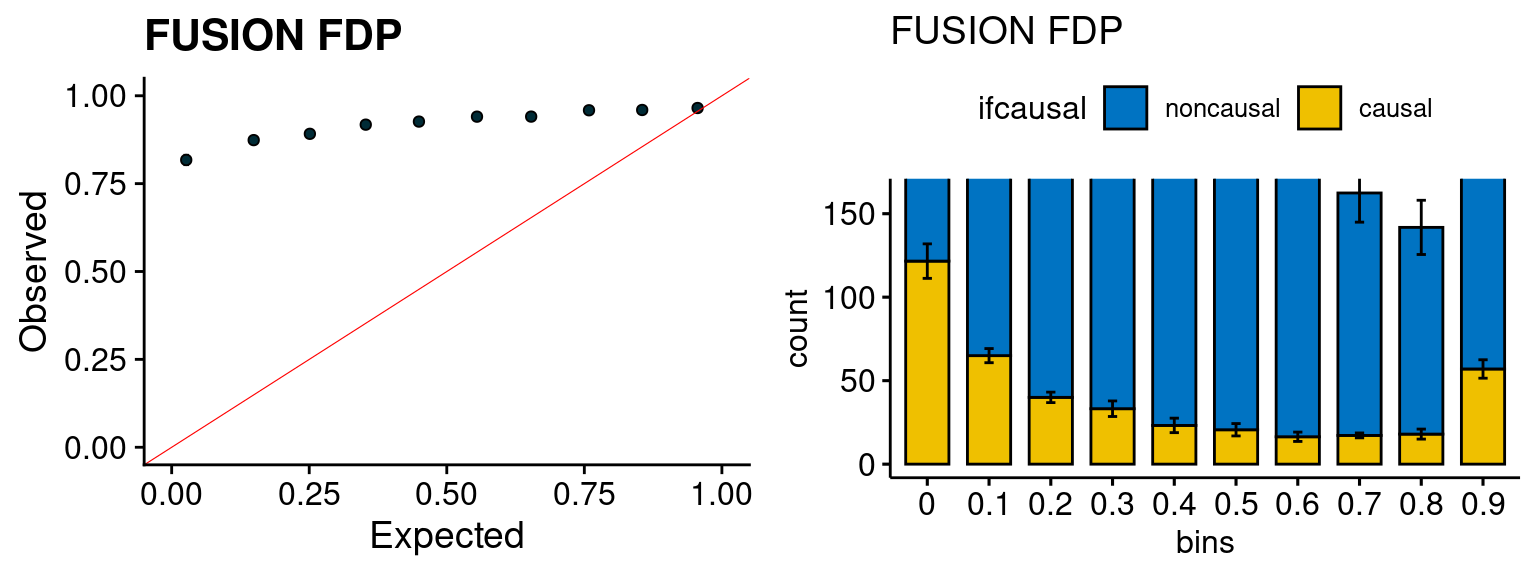 FUSION FDP
1.00
0.75
0.50
0.25
0.00
Observed
0.00 0.25 0.50 0.75 1.00
Expected
FUSION FDP
ifcausal noncausal causal
150
100
50
0
count
0 0.1 0.2 0.3 0.4 0.5 0.6 0.7 0.8 0.9
bins